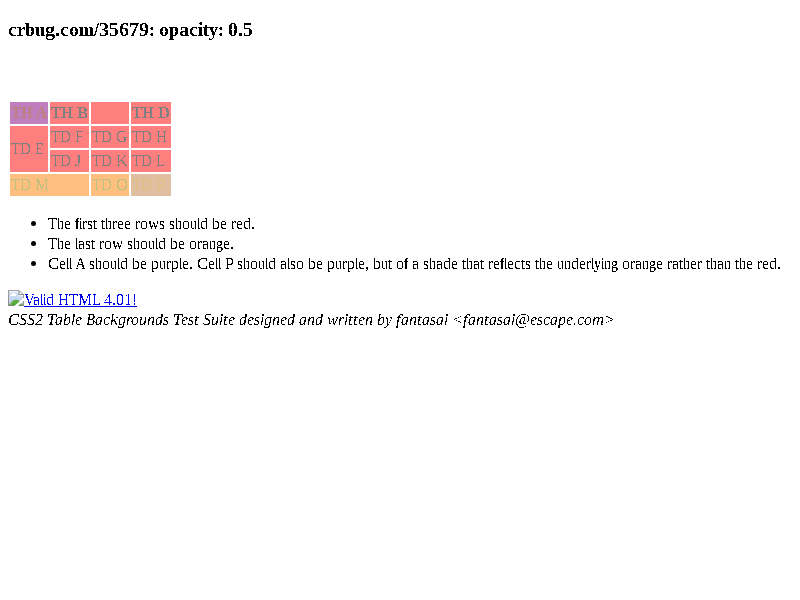 crbug.com/35679: opacity: 0.5
TH A TH B TH D
TD E TD F TD G TD H
TD J TD K TD L
TD M TD O
The first three rows should be red.
The last row should be orange.
Cell A should be purple. Cell P should also be purple, but of a shade that reflects the underlying orange rather than the red.
Valid HTML 4.01!
CSS2 Table Backgrounds Test Suite designed and written by fantasai <fantasai@escape.com>